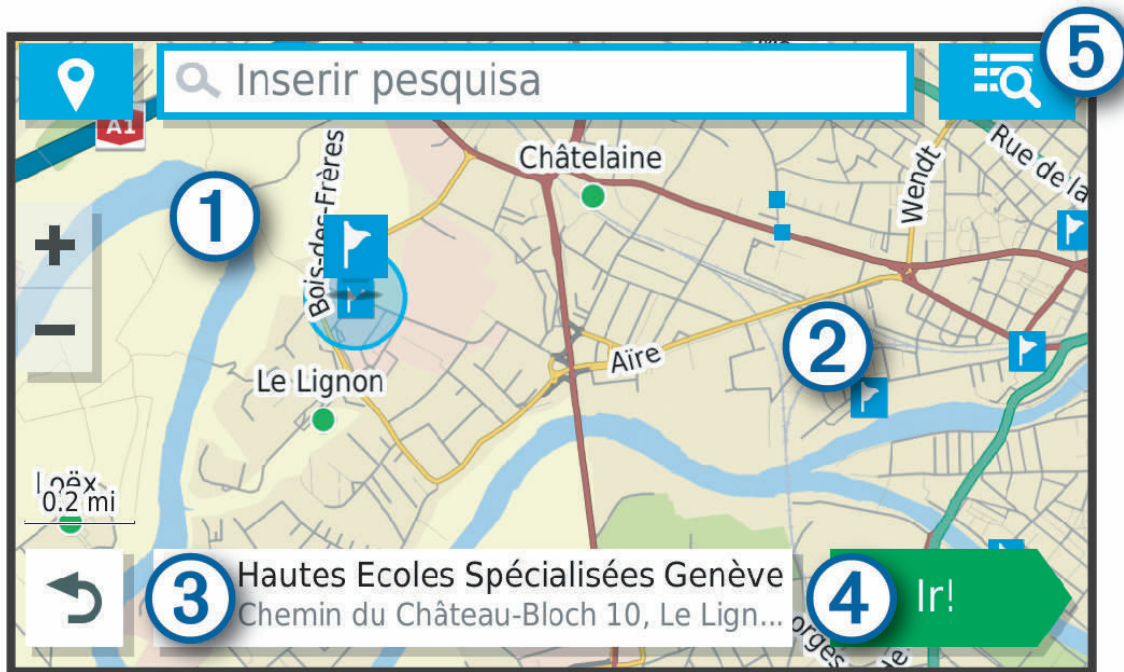 5
Inserir pesquisa
A1
Rue de la
Châtelaine
Wendt
1
Bois-des-Frères
+
−
2
Aïre
Le Lignon
Loëx
0.2 mi
3
Hautes Ecoles Spécialisées Genève
Chemin du Château-Bloch 10, Le Lign...
4
Ir!